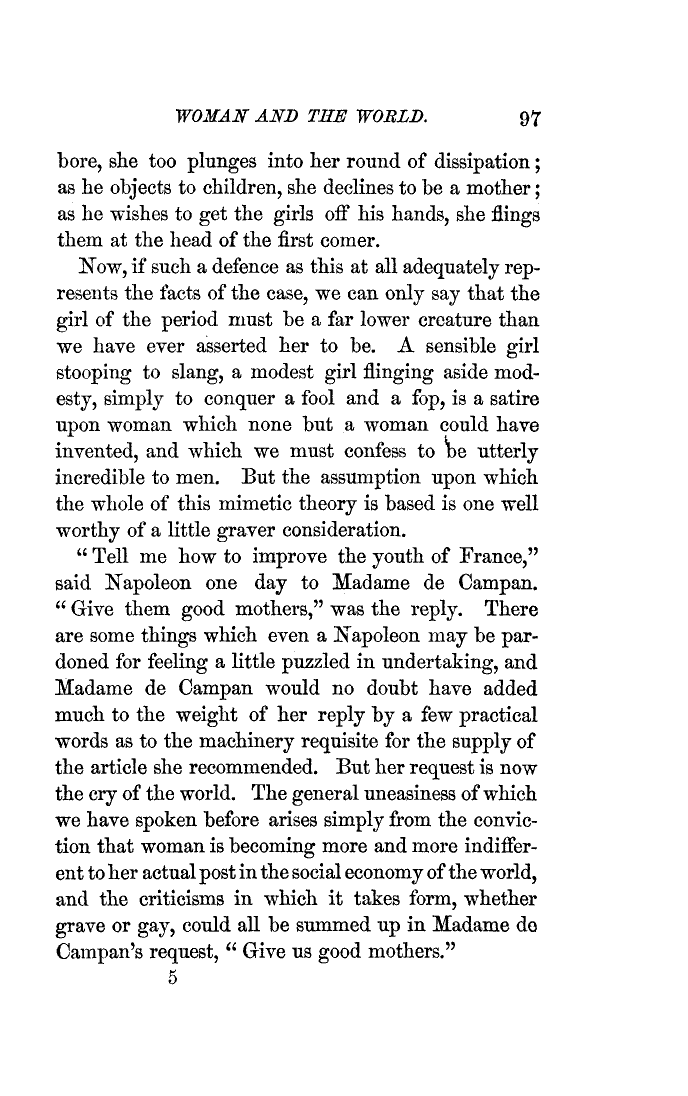 WOMAN AND THE WORLD. 97
bore, she too plunges into her round of dissipation;
as he objects to children, she declines to be a mother;
as he wishes to get the girls off his hands, she flings
them at the head of the first comer.
Now, if such a defence as this at all adequately rep-
resents the facts of the case, we can only say that the
girl of the period must be a far lower creature than
we have ever asserted her to be. A sensible girl
stooping to slang, a modest girl flinging aside mod-
esty, simply to conquer a fool and a fop, is a satire
upon woman which none but a woman could have
invented, and which we must confess to be utterly
incredible to men. But the assumption upon which
the whole of this mimetic theory is based is one well
worthy of a little graver consideration.
"Tell me how to improve the youth of France,"
said Napoleon one day to Madame de Campan.
"Give them good mothers," was the reply. There
are some things which even a Napoleon may be par-
doned for feeling a little puzzled in undertaking, and
Madame de Campan would no doubt have added
much to the weight of her reply by a few practical
words as to the machinery requisite for the supply of
the article she recommended. But her request is now
the cry of the world. The general uneasiness of which
we have spoken before arises simply from the convic-
tion that woman is becoming more and more indiffer-
ent to her actual post in the social economy of the world,
and the criticisms in which it takes form, whether
grave or gay, could all be summed up in Madame de
Campan's request, "Give us good mothers."
5